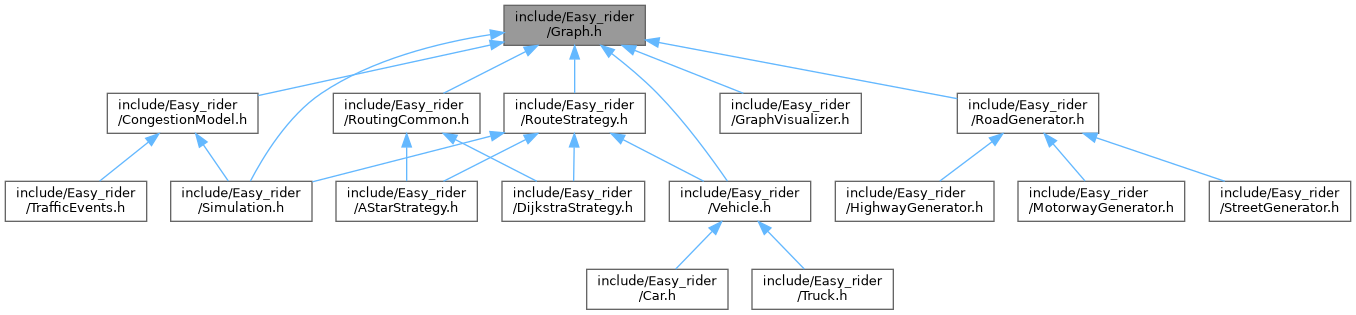 include/Easy_rider
/Graph.h
include/Easy_rider
/CongestionModel.h
include/Easy_rider
/RoutingCommon.h
include/Easy_rider
/RouteStrategy.h
include/Easy_rider
/GraphVisualizer.h
include/Easy_rider
/RoadGenerator.h
include/Easy_rider
/TrafficEvents.h
include/Easy_rider
/Simulation.h
include/Easy_rider
/AStarStrategy.h
include/Easy_rider
/DijkstraStrategy.h
include/Easy_rider
/Vehicle.h
include/Easy_rider
/HighwayGenerator.h
include/Easy_rider
/MotorwayGenerator.h
include/Easy_rider
/StreetGenerator.h
include/Easy_rider
/Car.h
include/Easy_rider
/Truck.h